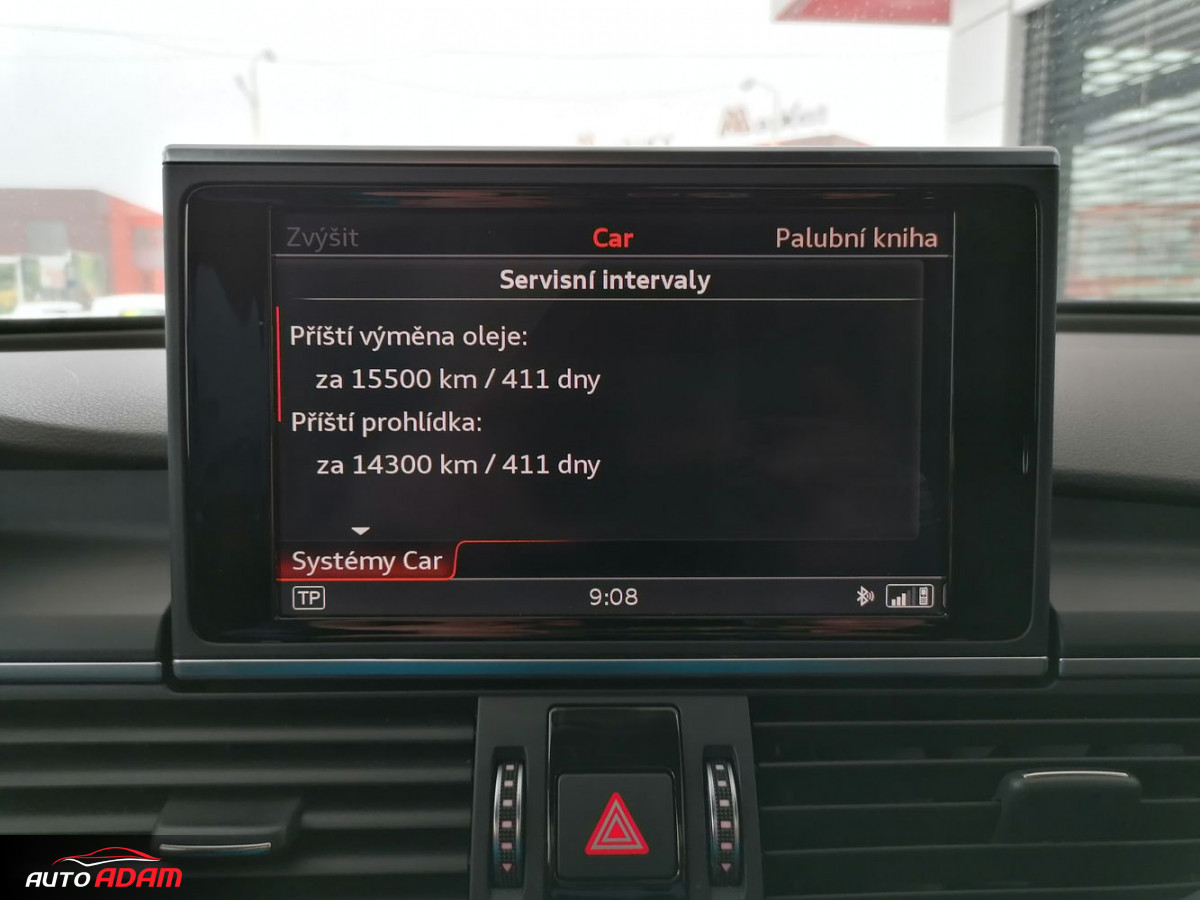 Zvýšit Car Palubní kniha
Servisní intervaly
Příští výměna oleje:
za 15500 km / 411 dny
Příští prohlídka:
za 14300 km / 411 dny
Systémy Car
TP 9:08
AUTO ADAM